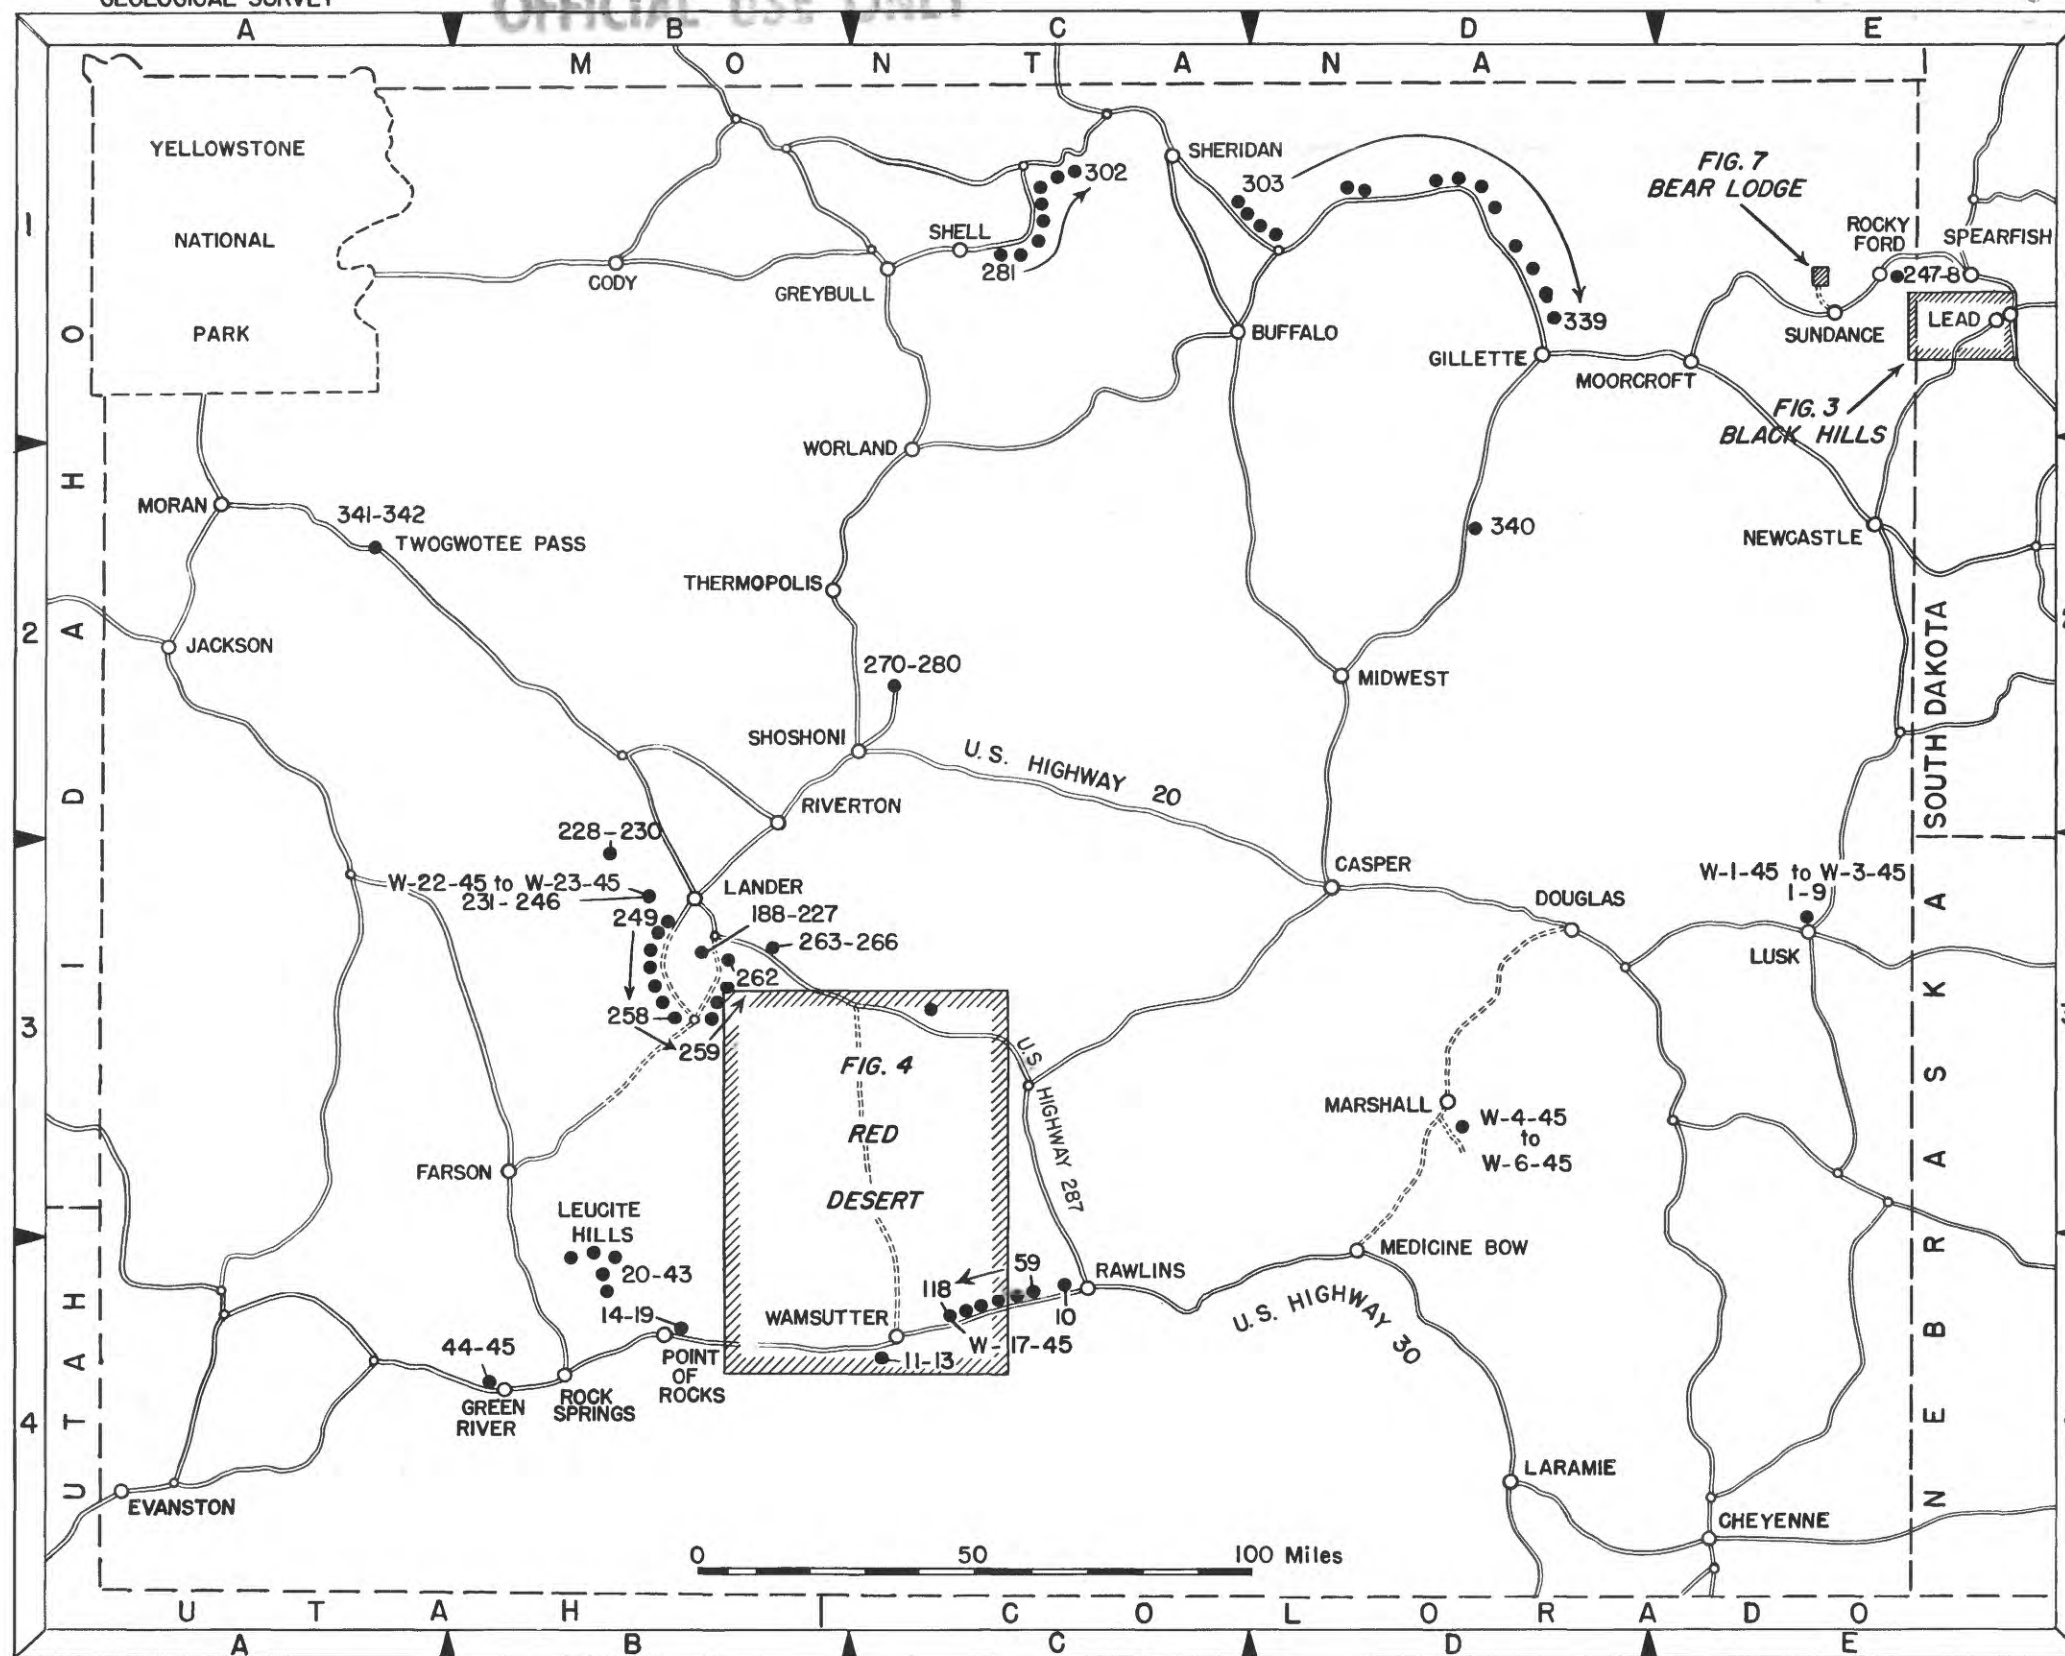 GEOLOGICAL SURVEY
OFFICIAL USE ONLY
A B C D E
M O N T A N A
YELLOWSTONE
NATIONAL
PARK
SHERIDAN
302
303
FIG. 7
BEAR LODGE
1
SHELL
281
CODY
GREYBULL
ROCKY
FORD
SPEARFISH
247-8
LEAD
SUNDANCE
339
BUFFALO
GILLETTE
MOORCROFT
FIG. 3
BLACK HILLS
I D A H O
WORLAND
MORAN
341-342
TWOGWOTEE PASS
340
NEWCASTLE
THERMOPOLIS
2
2
JACKSON
270-280
MIDWEST
SOUTH DAKOTA
SHOSHONI
U.S. HIGHWAY 20
RIVERTON
228-230
CASPER
W-22-45 to W-23-45
231-246
LANDER
DOUGLAS
W-1-45 to W-3-45
1-9
249
188-227
263-266
LUSK
262
258
259
3
3
FIG. 4
RED
DESERT
U.S. HIGHWAY 287
MARSHALL
W-4-45
to
W-6-45
FARSON
N E B R A S K A
LEUCITE
HILLS
20-43
MEDICINE BOW
59
RAWLINS
118
10
14-19
WAMSUTTER
W-17-45
U.S. HIGHWAY 30
11-13
44-45
POINT
OF
ROCKS
ROCK
SPRINGS
GREEN
RIVER
4
U T A H
LARAMIE
EVANSTON
CHEYENNE
0 50 100 Miles
U T A H C O L O R A D O
A B C D E